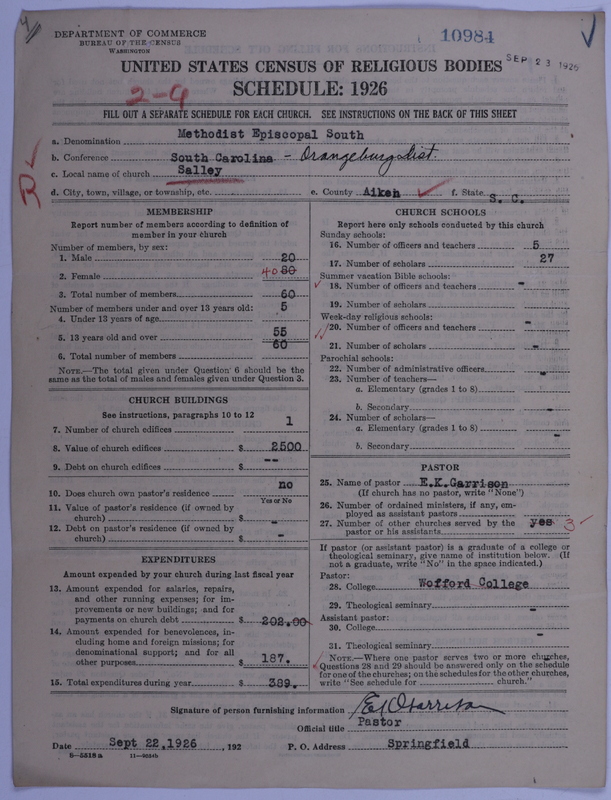 4
DEPARTMENT OF COMMERCE
BUREAU OF THE CENSUS
WASHINGTON
10984
SEP 23 1926
UNITED STATES CENSUS OF RELIGIOUS BODIES
2-9
SCHEDULE: 1926
FILL OUT A SEPARATE SCHEDULE FOR EACH CHURCH. SEE INSTRUCTIONS ON THE BACK OF THIS SHEET
a. Denomination Methodist Episcopal South
b. Conference South Carolina - Orangeburg Dist.
c. Local name of church Salley
R
d. City, town, village, or township, etc. e. County Aiken f. State S. C.
MEMBERSHIP
Report number of members according to definition of
member in your church
Number of members, by sex:
1. Male 20
2. Female 40
3. Total number of members 60
Number of members under and over 13 years old:
4. Under 13 years of age 5
5. 13 years old and over 55
6. Total number of members 60
NOTE.—The total given under Question 6 should be
same as the total of males and females given under Question 3.
CHURCH BUILDINGS
See instructions, paragraphs 10 to 12
7. Number of church edifices 1
8. Value of church edifices $ 2500
9. Debt on church edifices $ --
10. Does church own pastor's residence no
Yes or No
11. Value of pastor's residence (if owned by
church) $ -
12. Debt on pastor's residence (if owned by
church) $ -
EXPENDITURES
Amount expended by your church during last fiscal year
13. Amount expended for salaries, repairs,
and other running expenses; for im-
provements or new buildings; and for
payments on church debt $ 202.00
14. Amount expended for benevolences, in-
cluding home and foreign missions; for
denominational support; and for all
other purposes $ 187.
15. Total expenditures during year $ 389.
CHURCH SCHOOLS
Report here only schools conducted by this church
Sunday schools:
16. Number of officers and teachers 5
17. Number of scholars 27
Summer vacation Bible schools:
18. Number of officers and teachers -
19. Number of scholars
Week-day religious schools:
20. Number of officers and teachers -
21. Number of scholars -
Parochial schools:
22. Number of administrative officers -
23. Number of teachers—
a. Elementary (grades 1 to 8)
b. Secondary -
24. Number of scholars—
a. Elementary (grades 1 to 8) -
b. Secondary
PASTOR
25. Name of pastor E.K.Garrison
(If church has no pastor, write "None")
26. Number of ordained ministers, if any, em-
ployed as assistant pastors
27. Number of other churches served by the
pastor or his assistants yes 3-
If pastor (or assistant pastor) is a graduate of a college or
theological seminary, give name of institution below. (If
not a graduate, write "No" in the space indicated.)
Pastor:
28. College Wofford College
29. Theological seminary -
Assistant pastor:
30. College -
31. Theological seminary -
NOTE.—Where one pastor serves two or more churches,
Questions 28 and 29 should be answered only on the schedule
for one of the churches; on the schedules for the other churches,
write "See schedule for church."
Signature of person furnishing information E K Garrison
Official title Pastor
Date Sept 22,1926 , 192 P. O. Address Springfield
6—5518a